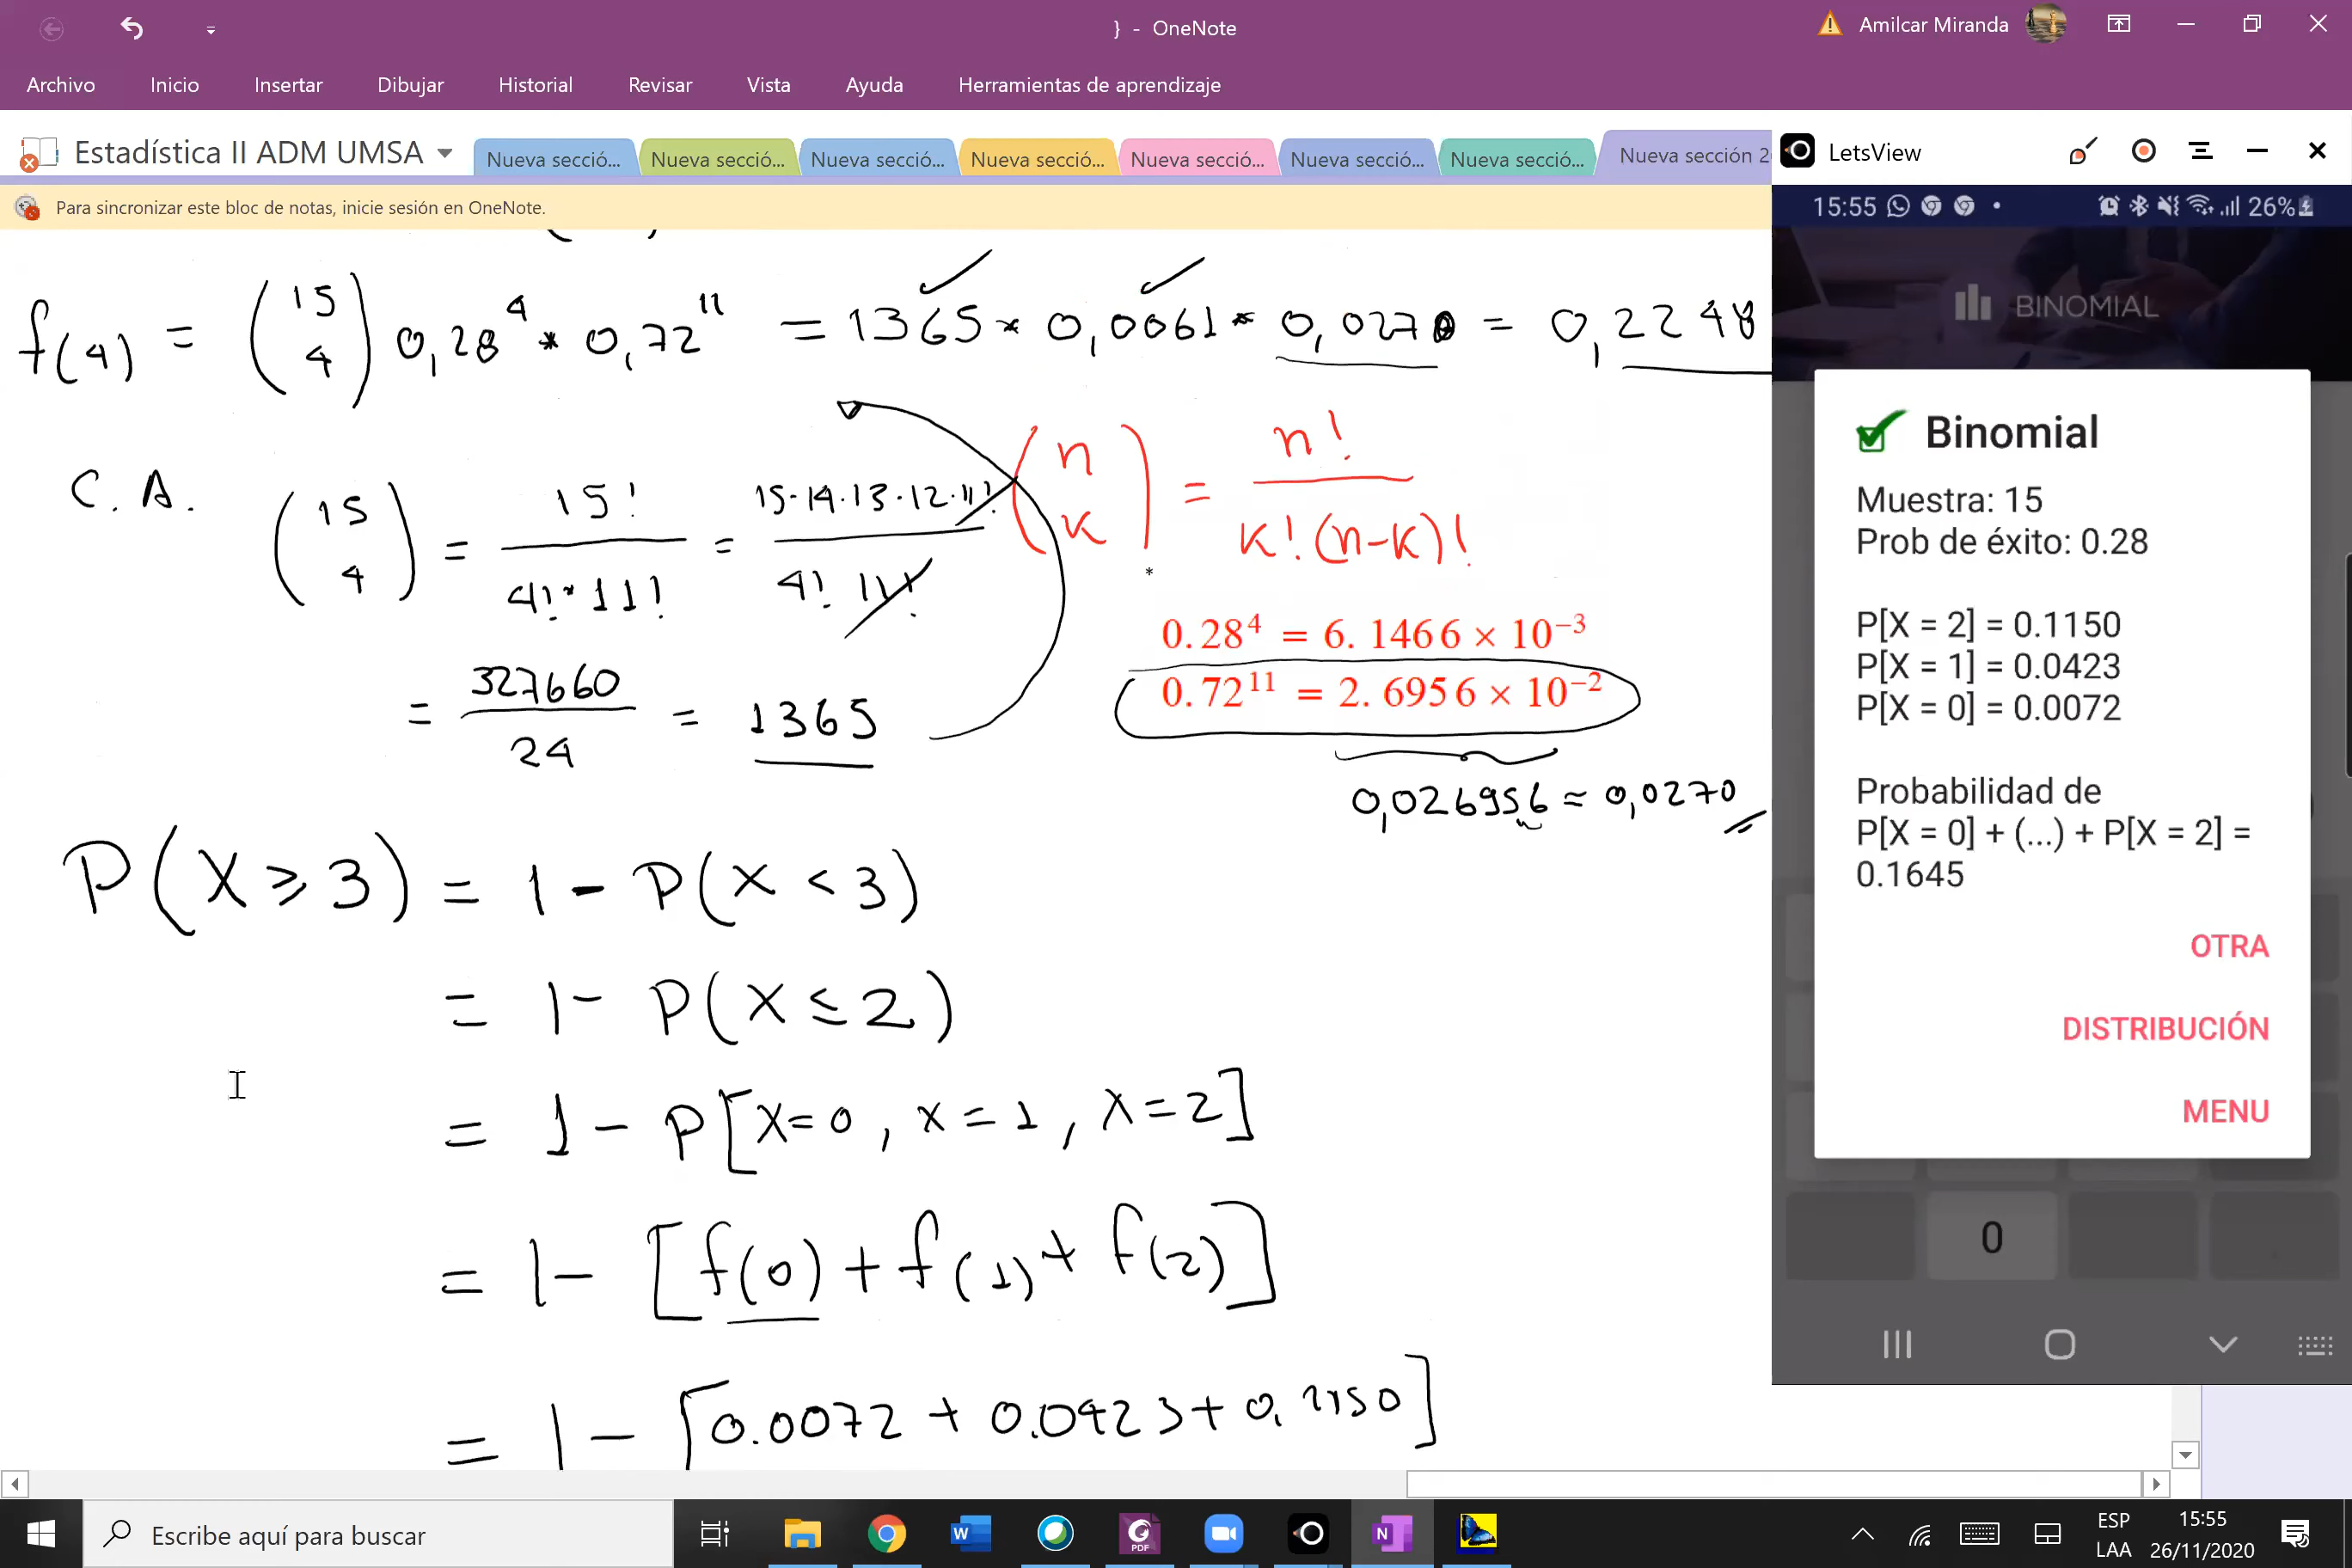 } - OneNote
Amilcar Miranda
Archivo Inicio Insertar Dibujar Historial Revisar Vista Ayuda Herramientas de aprendizaje
Estadística II ADM UMSA
Nueva secció... Nueva secció... Nueva secció... Nueva secció... Nueva secció... Nueva secció... Nueva secció... Nueva sección 2
Para sincronizar este bloc de notas, inicie sesión en OneNote.
f(4) = (15 4) 0,28^4 * 0,72^11 = 1365 * 0,0061 * 0,0270 = 0,2248
C. A. (15 4) = 15! / 4! * 11! = 15·14·13·12·11! / 4! 11!
= 327660 / 24 = 1365
(n k) = n! / k!(n-k)!
*
0.28^4 = 6.1466 × 10^−3
0.72^11 = 2.6956 × 10^−2
0,026956 ≈ 0,0270
P(X ≥ 3) = 1 - P(X < 3)
= 1 - P(X ≤ 2)
= 1 - P[X=0, X=1, X=2]
= 1 - [f(0) + f(1) + f(2)]
= 1 - [0.0072 + 0.0423 + 0,1150]
LetsView
15:55
26%
BINOMIAL
Binomial
Muestra: 15
Prob de éxito: 0.28
P[X = 2] = 0.1150
P[X = 1] = 0.0423
P[X = 0] = 0.0072
Probabilidad de
P[X = 0] + (...) + P[X = 2] =
0.1645
OTRA
DISTRIBUCIÓN
MENU
0
Escribe aquí para buscar
ESP
LAA
15:55
26/11/2020